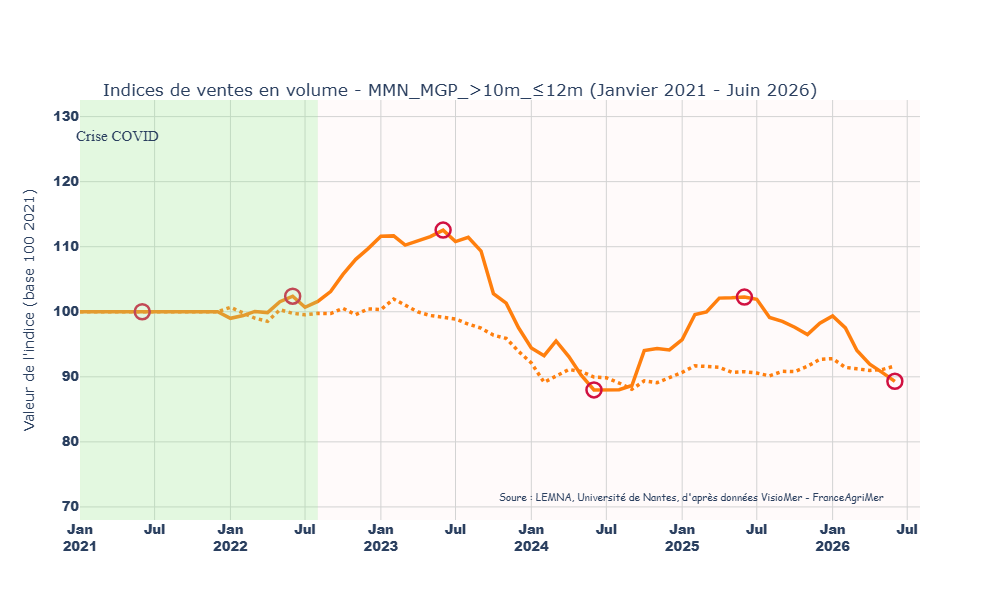 Indices de ventes en volume - MMN_MGP_>10m_≤12m (Janvier 2021 - Juin 2026)
130
Crise COVID
120
110
100
90
80
70
Valeur de l'indice (base 100 2021)
Soure : LEMNA, Université de Nantes, d'après données VisioMer - FranceAgriMer
Jan Jul Jan Jul Jan Jul Jan Jul Jan Jul Jan Jul
2021 2022 2023 2024 2025 2026